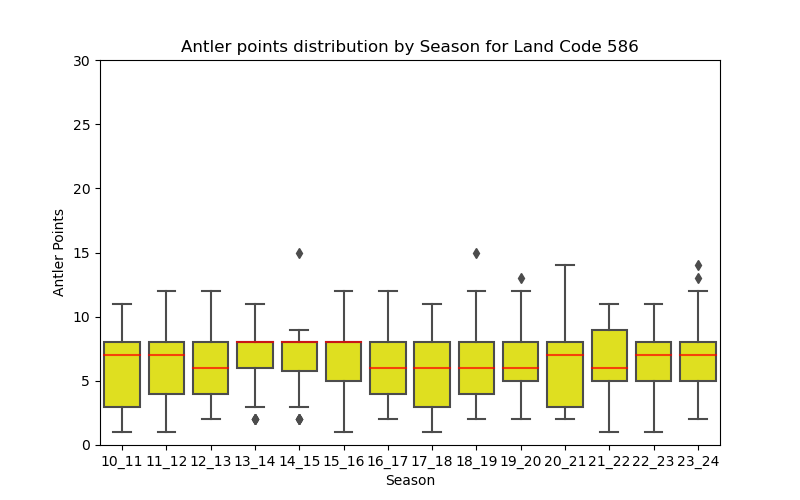 Antler points distribution by Season for Land Code 586
30
25
20
15
10
5
0
Antler Points
10_11 11_12 12_13 13_14 14_15 15_16 16_17 17_18 18_19 19_20 20_21 21_22 22_23 23_24
Season